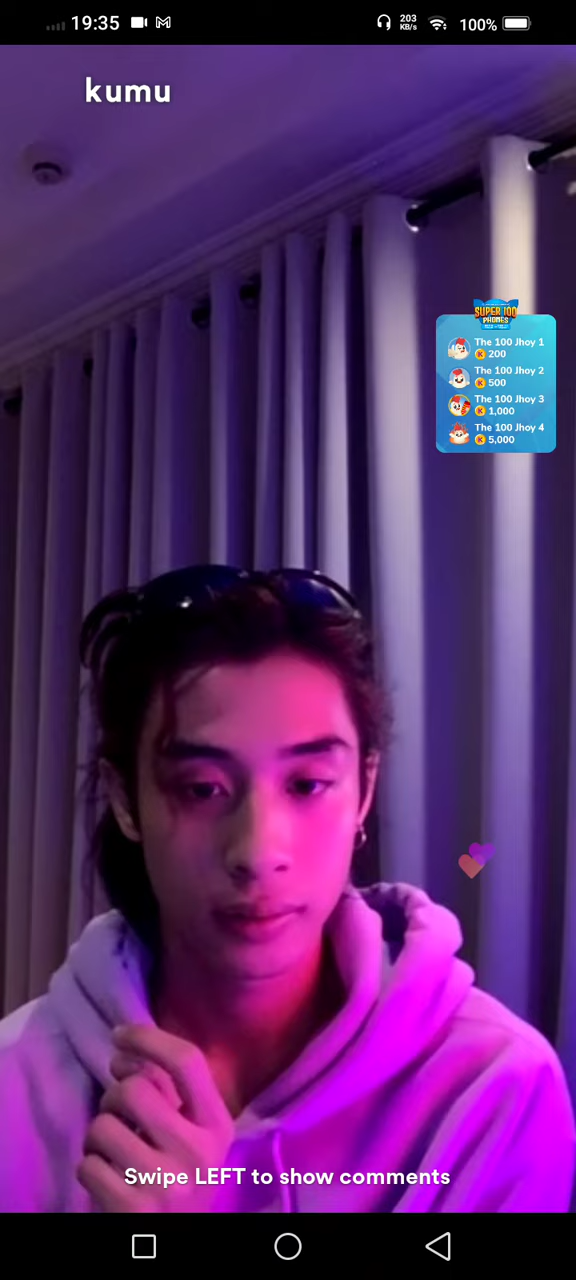 19:35
203
KB/s
100%
kumu
SUPER 100
PHONES
The 100 Jhoy 1
K 200
The 100 Jhoy 2
K 500
The 100 Jhoy 3
K 1,000
The 100 Jhoy 4
K 5,000
Swipe LEFT to show comments